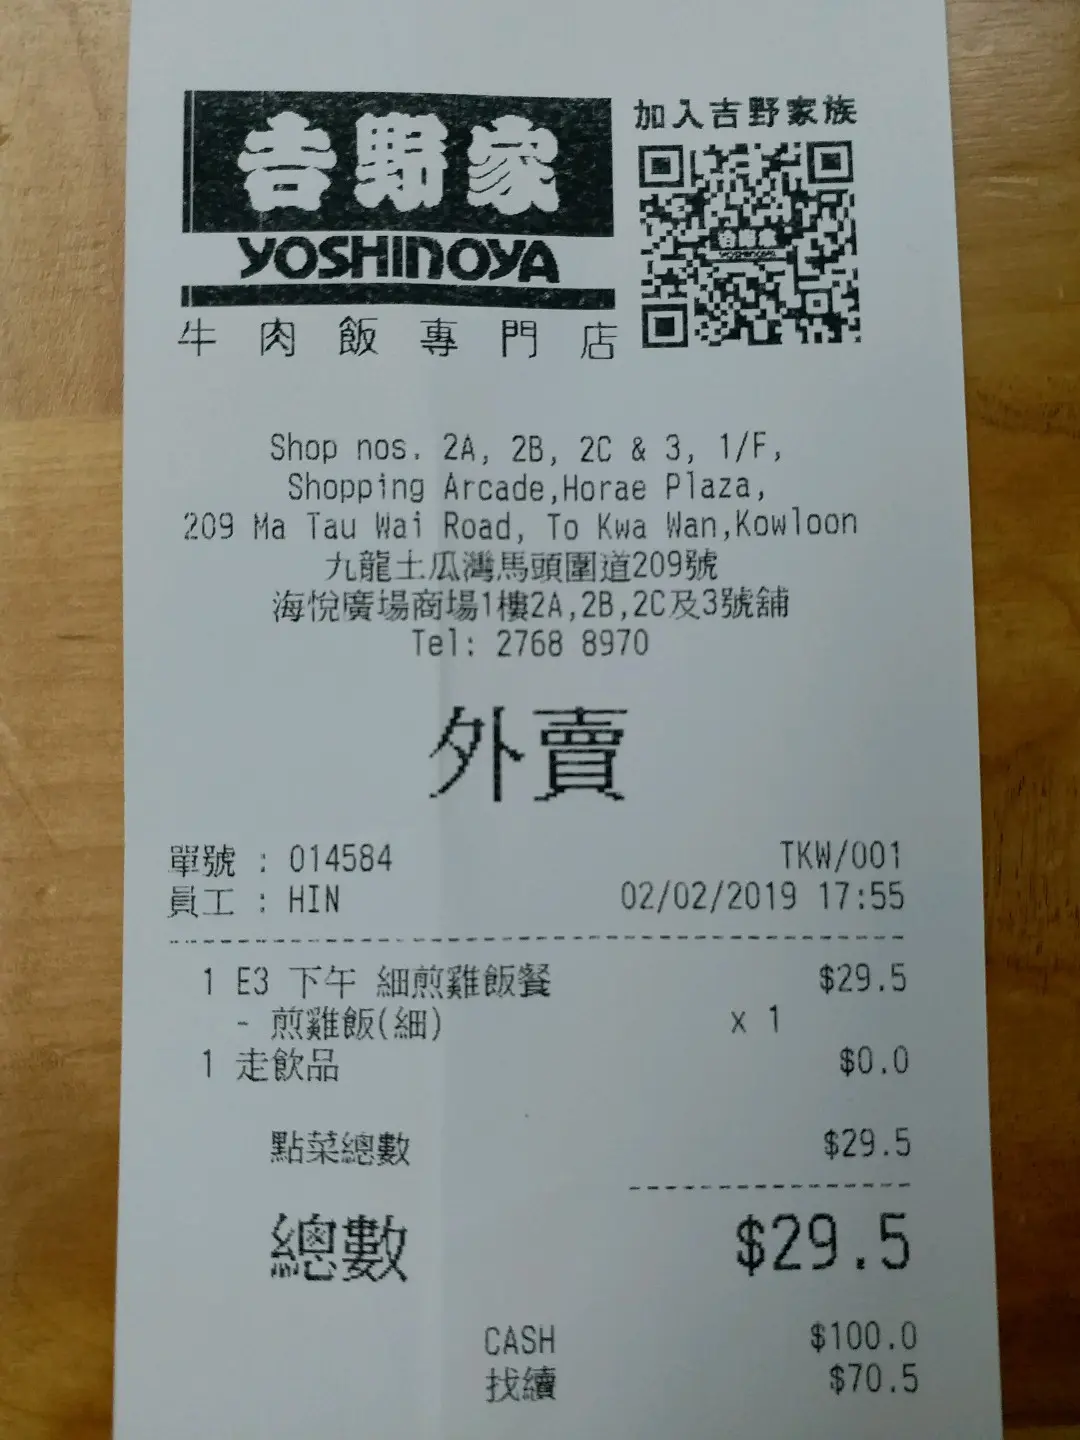 吉野家
YOSHINOYA
牛肉飯專門店
加入吉野家族
吉野家
YOSHINOYA
Shop nos. 2A, 2B, 2C & 3, 1/F,
Shopping Arcade,Horae Plaza,
209 Ma Tau Wai Road, To Kwa Wan,Kowloon
九龍土瓜灣馬頭圍道209號
海悅廣場商場1樓2A,2B,2C及3號舖
Tel: 2768 8970
外賣
單號 : 014584 TKW/001
員工 : HIN 02/02/2019 17:55
1 E3 下午 細煎雞飯餐 $29.5
- 煎雞飯(細) x 1
1 走飲品 $0.0
點菜總數 $29.5
總數 $29.5
CASH $100.0
找續 $70.5